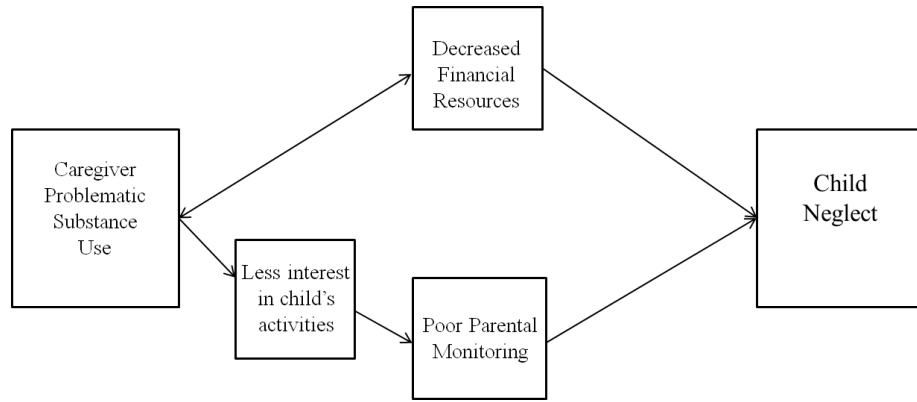 Decreased
Financial
Resources
Caregiver
Problematic
Substance
Use
Child
Neglect
Less interest
in child's
activities
Poor Parental
Monitoring